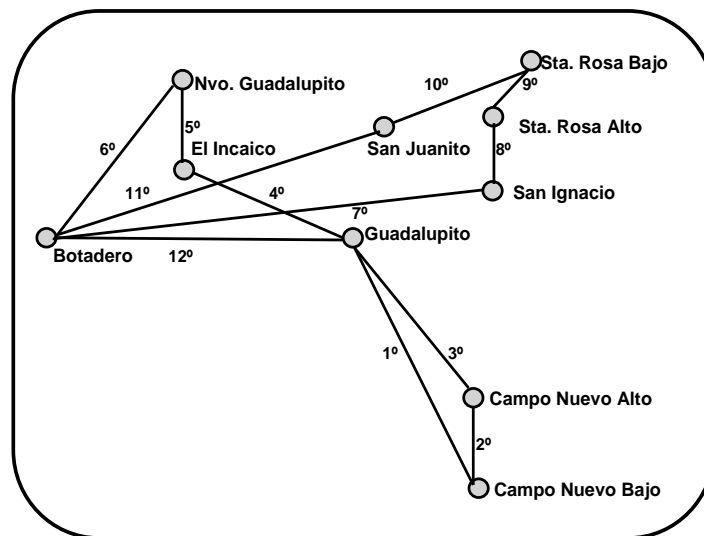 Sta. Rosa Bajo
10º
9º
Nvo. Guadalupito
Sta. Rosa Alto
5º
El Incaico
San Juanito
6º
8º
11º
4º
San Ignacio
7º
Guadalupito
Botadero
12º
1º
3º
Campo Nuevo Alto
2º
Campo Nuevo Bajo